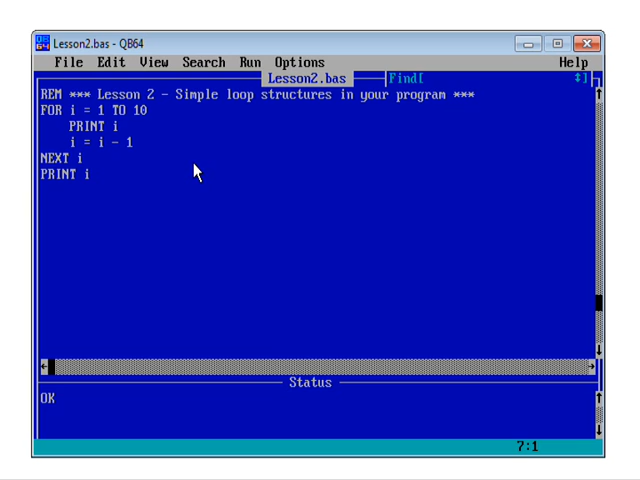 Lesson2.bas - QB64
File Edit View Search Run Options Help
Lesson2.bas Find[ ‡]
REM *** Lesson 2 - Simple loop structures in your program ***
FOR i = 1 TO 10
PRINT i
i = i - 1
NEXT i
PRINT i
Status
OK
7:1